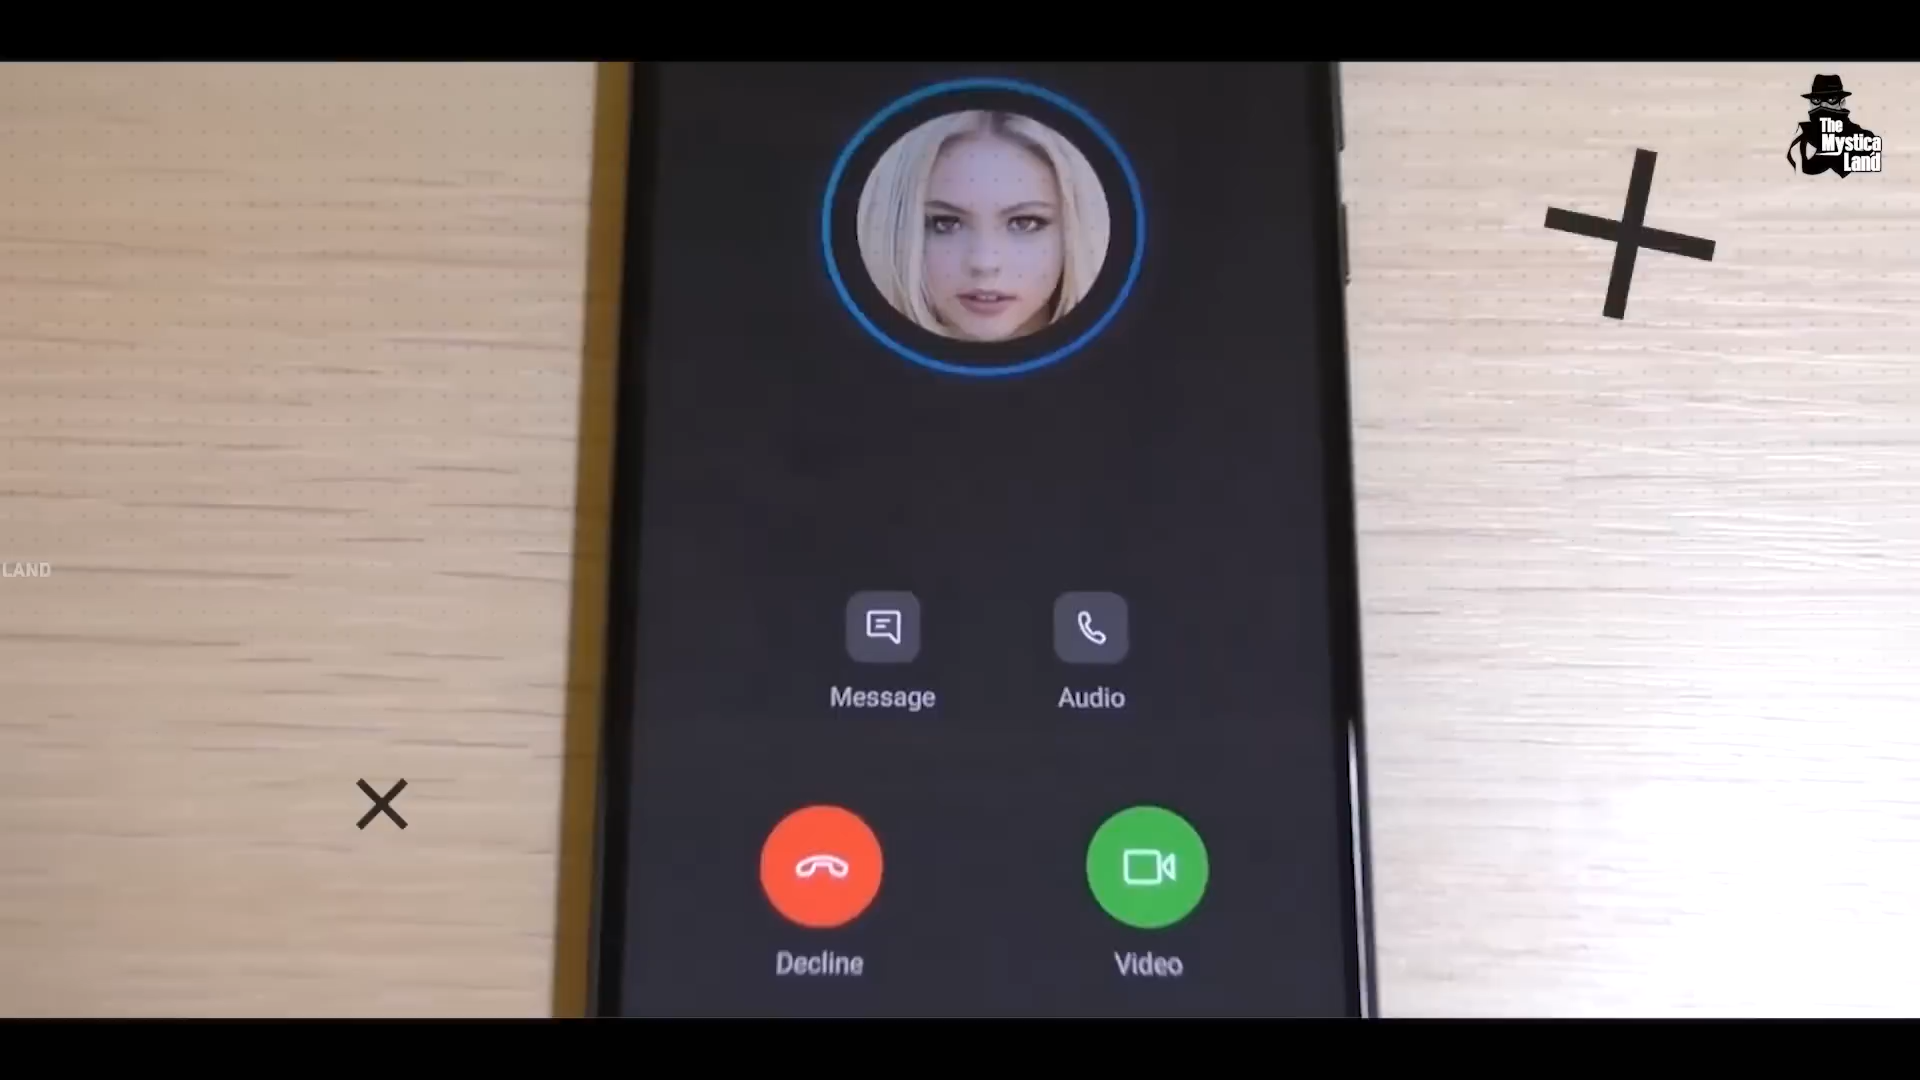 The
Mystica
Land
LAND
Message
Audio
Decline
Video